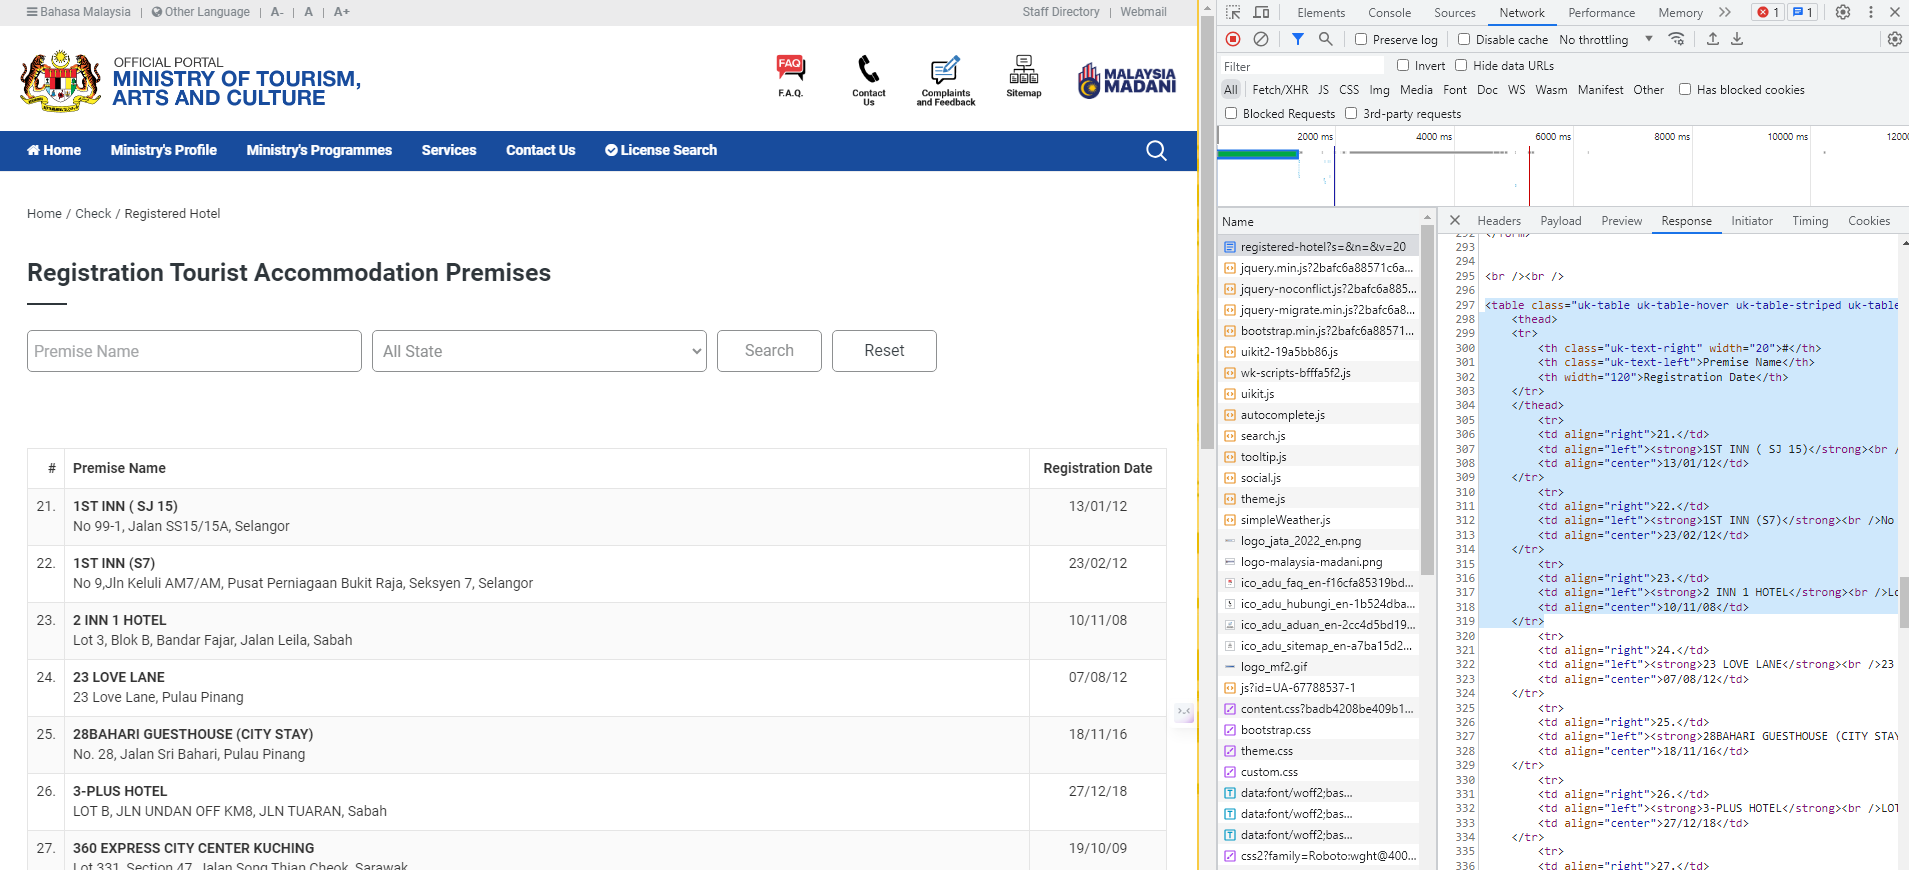 Bahasa Malaysia | Other Language | A- | A | A+
Staff Directory | Webmail
OFFICIAL PORTAL
MINISTRY OF TOURISM,
ARTS AND CULTURE
FAQ
F.A.Q.
Contact
Us
Complaints
and Feedback
Sitemap
MALAYSIA
MADANI
Home Ministry's Profile Ministry's Programmes Services Contact Us License Search
Home / Check / Registered Hotel
Registration Tourist Accommodation Premises
Premise Name All State Search Reset
# Premise Name Registration Date
21. 1ST INN ( SJ 15) 13/01/12
No 99-1, Jalan SS15/15A, Selangor
22. 1ST INN (S7) 23/02/12
No 9,Jln Keluli AM7/AM, Pusat Perniagaan Bukit Raja, Seksyen 7, Selangor
23. 2 INN 1 HOTEL 10/11/08
Lot 3, Blok B, Bandar Fajar, Jalan Leila, Sabah
24. 23 LOVE LANE 07/08/12
23 Love Lane, Pulau Pinang
25. 28BAHARI GUESTHOUSE (CITY STAY) 18/11/16
No. 28, Jalan Sri Bahari, Pulau Pinang
26. 3-PLUS HOTEL 27/12/18
LOT B, JLN UNDAN OFF KM8, JLN TUARAN, Sabah
27. 360 EXPRESS CITY CENTER KUCHING 19/10/09
Lot 331, Section 47, Jalan Song Thian Cheok, Sarawak
Elements Console Sources Network Performance Memory 1 1
Preserve log Disable cache No throttling
Filter Invert Hide data URLs
All Fetch/XHR JS CSS Img Media Font Doc WS Wasm Manifest Other Has blocked cookies
Blocked Requests 3rd-party requests
2000 ms 4000 ms 6000 ms 8000 ms 10000 ms 12000
Name
registered-hotel?s=&n=&v=20
jquery.min.js?2bafc6a88571c6a...
jquery-noconflict.js?2bafc6a885...
jquery-migrate.min.js?2bafc6a8...
bootstrap.min.js?2bafc6a88571...
uikit2-19a5bb86.js
wk-scripts-bfffa5f2.js
uikit.js
autocomplete.js
search.js
tooltip.js
social.js
theme.js
simpleWeather.js
logo_jata_2022_en.png
logo-malaysia-madani.png
ico_adu_faq_en-f16cfa85319bd...
ico_adu_hubungi_en-1b524dba...
ico_adu_aduan_en-2cc4d5bd19...
ico_adu_sitemap_en-a7ba15d2...
logo_mf2.gif
js?id=UA-67788537-1
content.css?badb4208be409b1...
bootstrap.css
theme.css
custom.css
data:font/woff2;bas...
data:font/woff2;bas...
data:font/woff2;bas...
css2?family=Roboto:wght@400...
Headers Payload Preview Response Initiator Timing Cookies
292 </form>
293
294
295 <br /><br />
296
297 <table class="uk-table uk-table-hover uk-table-striped uk-table
298 <thead>
299 <tr>
300 <th class="uk-text-right" width="20">#</th>
301 <th class="uk-text-left">Premise Name</th>
302 <th width="120">Registration Date</th>
303 </tr>
304 </thead>
305 <tr>
306 <td align="right">21.</td>
307 <td align="left"><strong>1ST INN ( SJ 15)</strong><br /
308 <td align="center">13/01/12</td>
309 </tr>
310 <tr>
311 <td align="right">22.</td>
312 <td align="left"><strong>1ST INN (S7)</strong><br />No
313 <td align="center">23/02/12</td>
314 </tr>
315 <tr>
316 <td align="right">23.</td>
317 <td align="left"><strong>2 INN 1 HOTEL</strong><br />Lo
318 <td align="center">10/11/08</td>
319 </tr>
320 <tr>
321 <td align="right">24.</td>
322 <td align="left"><strong>23 LOVE LANE</strong><br />23
323 <td align="center">07/08/12</td>
324 </tr>
325 <tr>
326 <td align="right">25.</td>
327 <td align="left"><strong>28BAHARI GUESTHOUSE (CITY STAY
328 <td align="center">18/11/16</td>
329 </tr>
330 <tr>
331 <td align="right">26.</td>
332 <td align="left"><strong>3-PLUS HOTEL</strong><br />LOT
333 <td align="center">27/12/18</td>
334 </tr>
335 <tr>
336 <td align="right">27.</td>